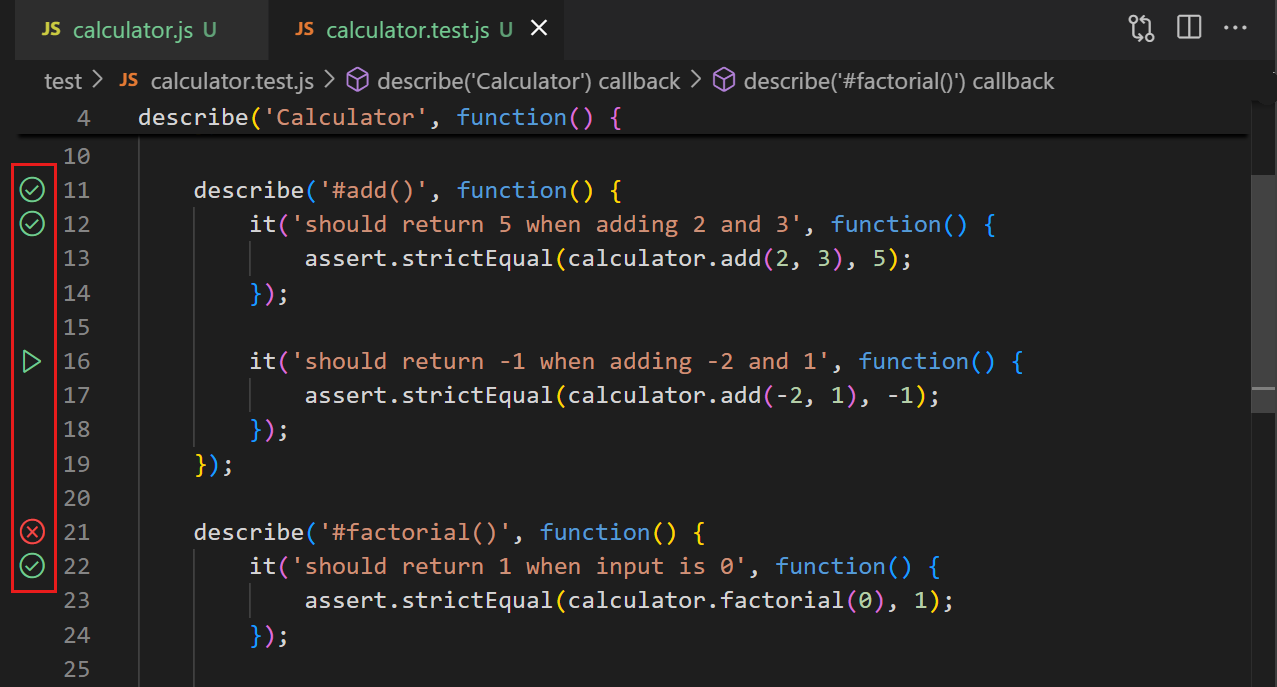 JS calculator.js U JS calculator.test.js U
test > JS calculator.test.js > describe('Calculator') callback > describe('#factorial()') callback
4 describe('Calculator', function() {
10
11 describe('#add()', function() {
12 it('should return 5 when adding 2 and 3', function() {
13 assert.strictEqual(calculator.add(2, 3), 5);
14 });
15
16 it('should return -1 when adding -2 and 1', function() {
17 assert.strictEqual(calculator.add(-2, 1), -1);
18 });
19 });
20
21 describe('#factorial()', function() {
22 it('should return 1 when input is 0', function() {
23 assert.strictEqual(calculator.factorial(0), 1);
24 });
25